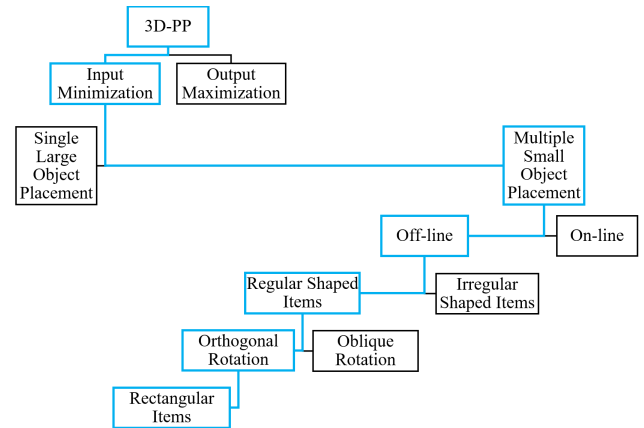 3D-PP
Input
Minimization
Output
Maximization
Single
Large
Object
Placement
Multiple
Small
Object
Placement
Off-line
On-line
Regular Shaped
Items
Irregular
Shaped Items
Orthogonal
Rotation
Oblique
Rotation
Rectangular
Items